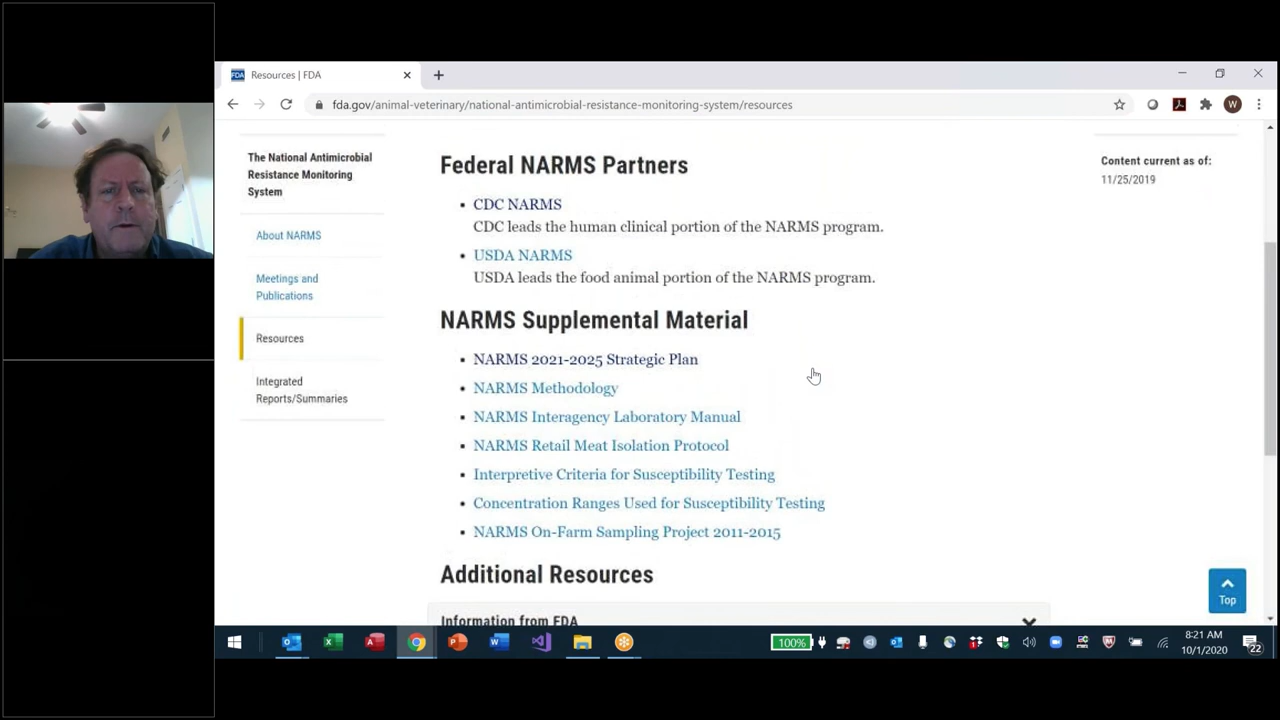 Resources | FDA
fda.gov/animal-veterinary/national-antimicrobial-resistance-monitoring-system/resources
W
The National Antimicrobial
Resistance Monitoring
System
About NARMS
Meetings and
Publications
Resources
Integrated
Reports/Summaries
Federal NARMS Partners
CDC NARMS
CDC leads the human clinical portion of the NARMS program.
USDA NARMS
USDA leads the food animal portion of the NARMS program.
NARMS Supplemental Material
NARMS 2021-2025 Strategic Plan
NARMS Methodology
NARMS Interagency Laboratory Manual
NARMS Retail Meat Isolation Protocol
Interpretive Criteria for Susceptibility Testing
Concentration Ranges Used for Susceptibility Testing
NARMS On-Farm Sampling Project 2011-2015
Additional Resources
Information from FDA
Content current as of:
11/25/2019
Top
100%
8:21 AM
10/1/2020
22